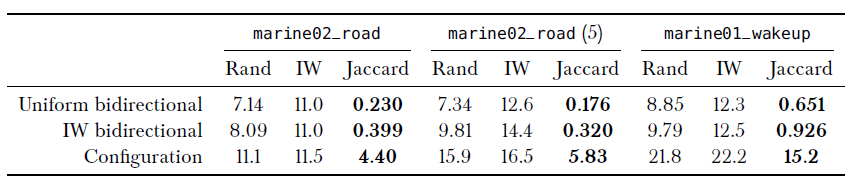 marine02_road marine02_road (5) marine01_wakeup
Rand IW Jaccard Rand IW Jaccard Rand IW Jaccard
Uniform bidirectional 7.14 11.0 0.230 7.34 12.6 0.176 8.85 12.3 0.651
IW bidirectional 8.09 11.0 0.399 9.81 14.4 0.320 9.79 12.5 0.926
Configuration 11.1 11.5 4.40 15.9 16.5 5.83 21.8 22.2 15.2